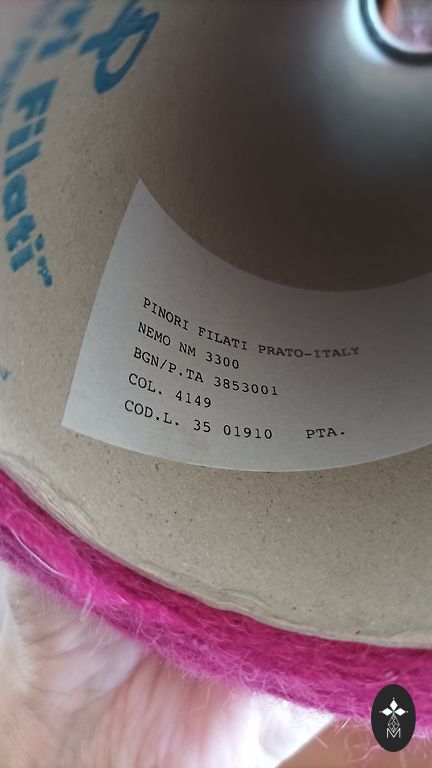 Filati
PINORI FILATI PRATO-ITALY
NEMO NM 3300
BGN/P.TA 3853001
COL. 4149
COD.L. 35 01910 PTA.